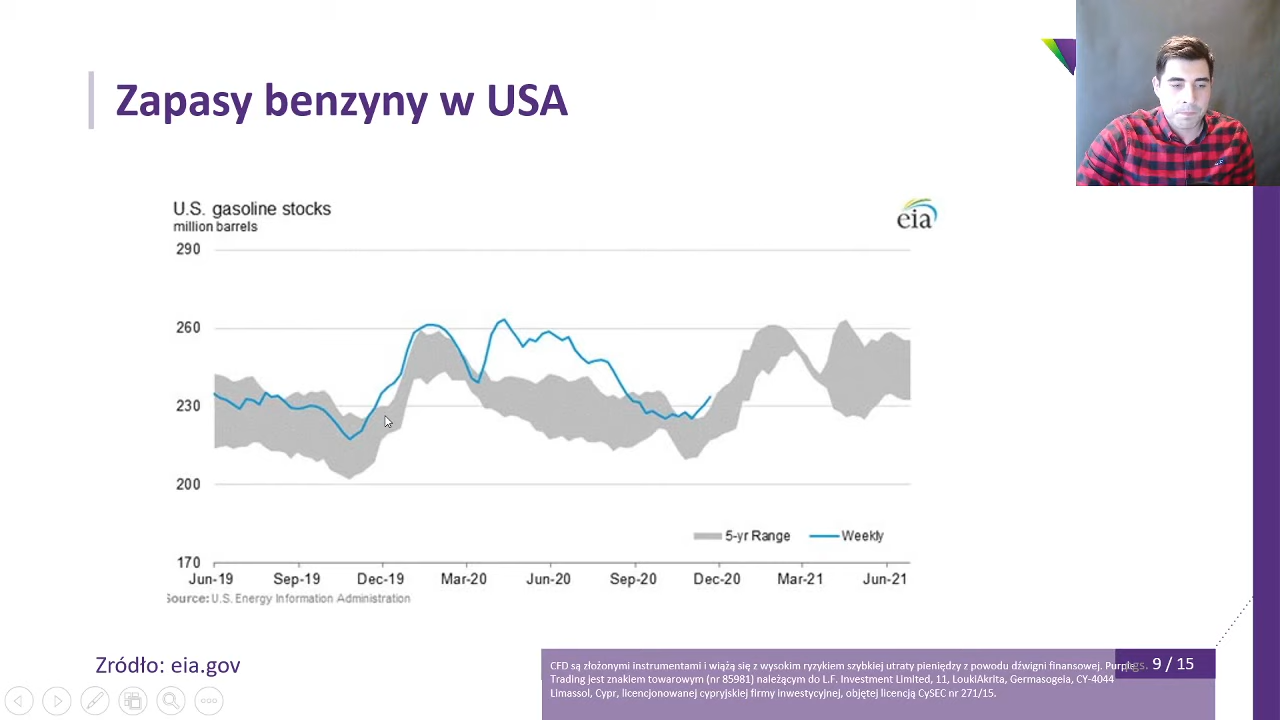 Zapasy benzyny w USA
U.S. gasoline stocks
million barrels
eia
290
260
230
200
170
5-yr Range
Weekly
Jun-19 Sep-19 Dec-19 Mar-20 Jun-20 Sep-20 Dec-20 Mar-21 Jun-21
Source: U.S. Energy Information Administration
Zródło: eia.gov
CFD są złożonymi instrumentami i wiążą się z wysokim ryzykiem szybkiej utraty pieniędzy z powodu dźwigni finansowej. Purple
Trading jest znakiem towarowym (nr 85981) należącym do L.F. Investment Limited, 11, LouklAkrita, Germasogeia, CY-4044
Limassol, Cypr, licencjonowanej cypryjskiej firmy inwestycyjnej, objętej licencją CySEC nr 271/15.
pgs. 9 / 15